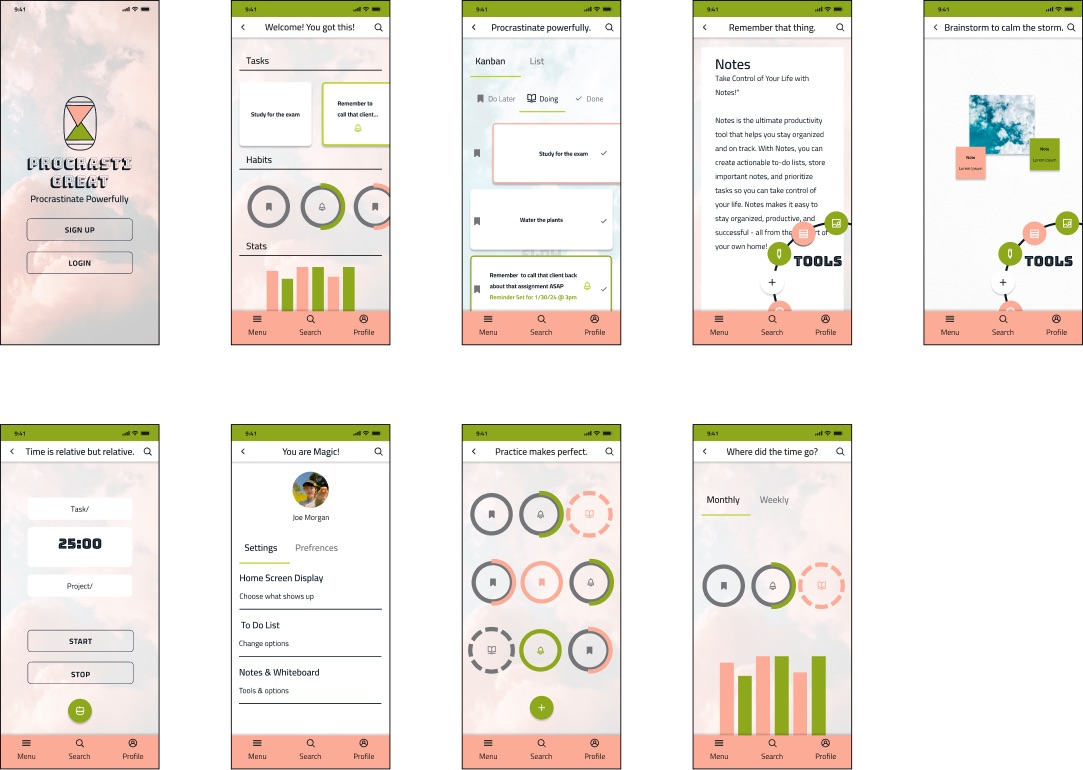 9:41
PROCRASTI
GREAT
Procrastinate Powerfully
SIGN UP
LOGIN
9:41
Welcome! You got this!
Tasks
Study for the exam
Remember to
call that client...
Habits
Stats
Menu
Search
Profile
9:41
Procrastinate powerfully.
Kanban
List
Do Later
Doing
Done
Study for the exam
Water the plants
Remember to call that client back
about that assignment ASAP
Reminder Set for 1/30/24 @ 3pm
Menu
Search
Profile
9:41
Remember that thing.
Notes
Take Control of Your Life with
Notes!"
Notes is the ultimate productivity
tool that helps you stay organized
and on track. With Notes, you can
create actionable to-do lists, store
important notes, and prioritize
tasks so you can take control of
your life. Notes makes it easy to
stay organized, productive, and
successful - all from the of
your own home!
TOOLS
Menu
Search
Profile
9:41
Brainstorm to calm the storm.
Note
Lorem ipsum
Note
Lorem ipsum
TOOLS
Menu
Search
Profile
9:41
Time is relative but relative.
Task/
25:00
Project/
START
STOP
Menu
Search
Profile
9:41
You are Magic!
Joe Morgan
Settings
Prefrences
Home Screen Display
Choose what shows up
To Do List
Change options
Notes & Whiteboard
Tools & options
Menu
Search
Profile
9:41
Practice makes perfect.
Menu
Search
Profile
9:41
Where did the time go?
Monthly
Weekly
Menu
Search
Profile